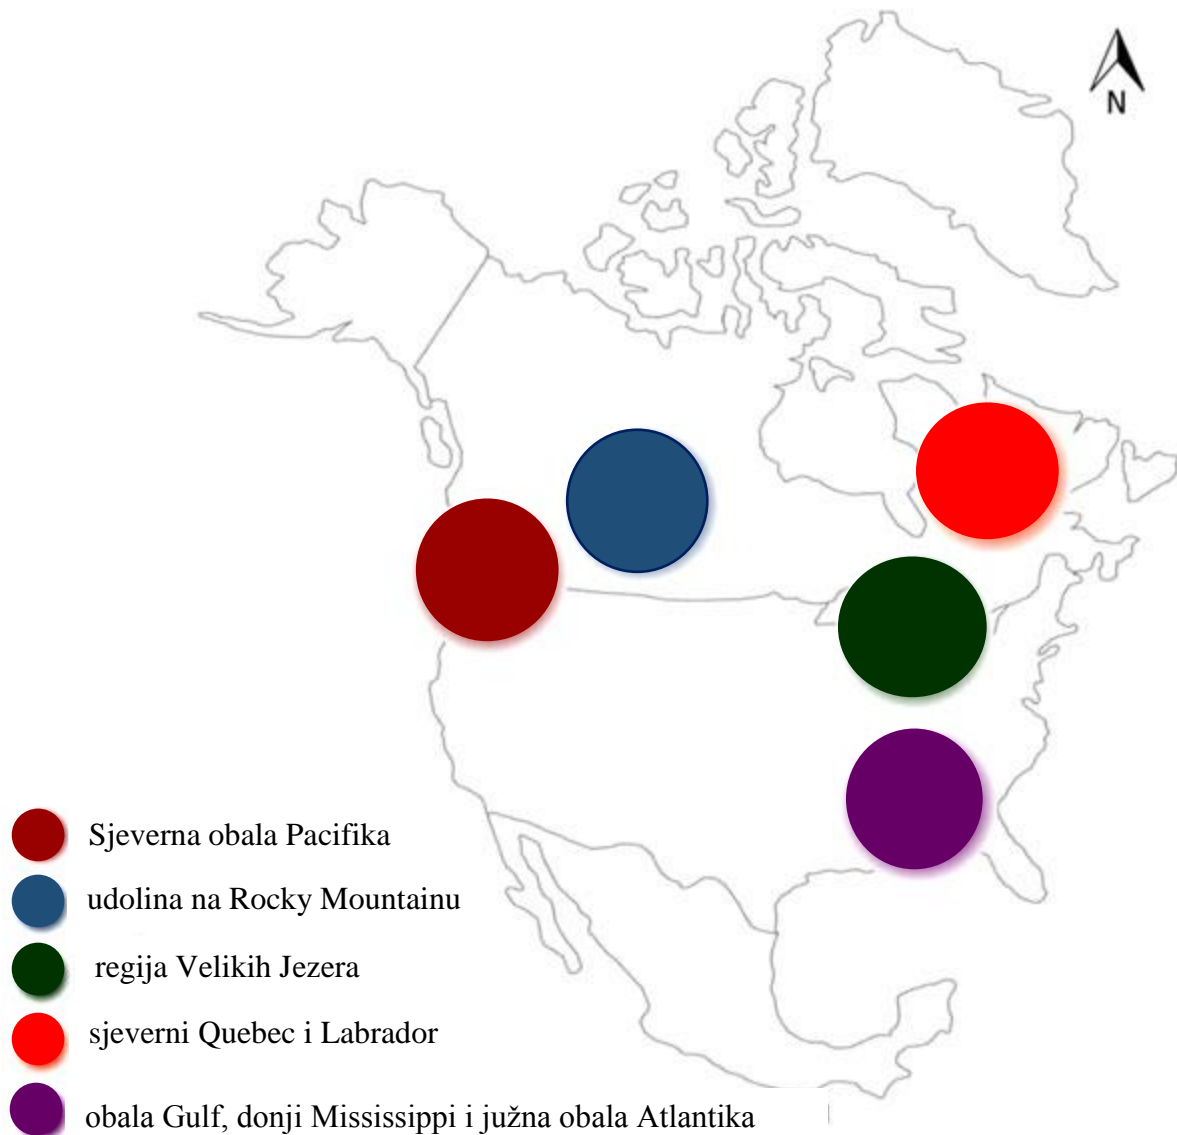 N
Sjeverna obala Pacifika
udolina na Rocky Mountainu
regija Velikih Jezera
sjeverni Quebec i Labrador
obala Gulf, donji Mississippi i južna obala Atlantika